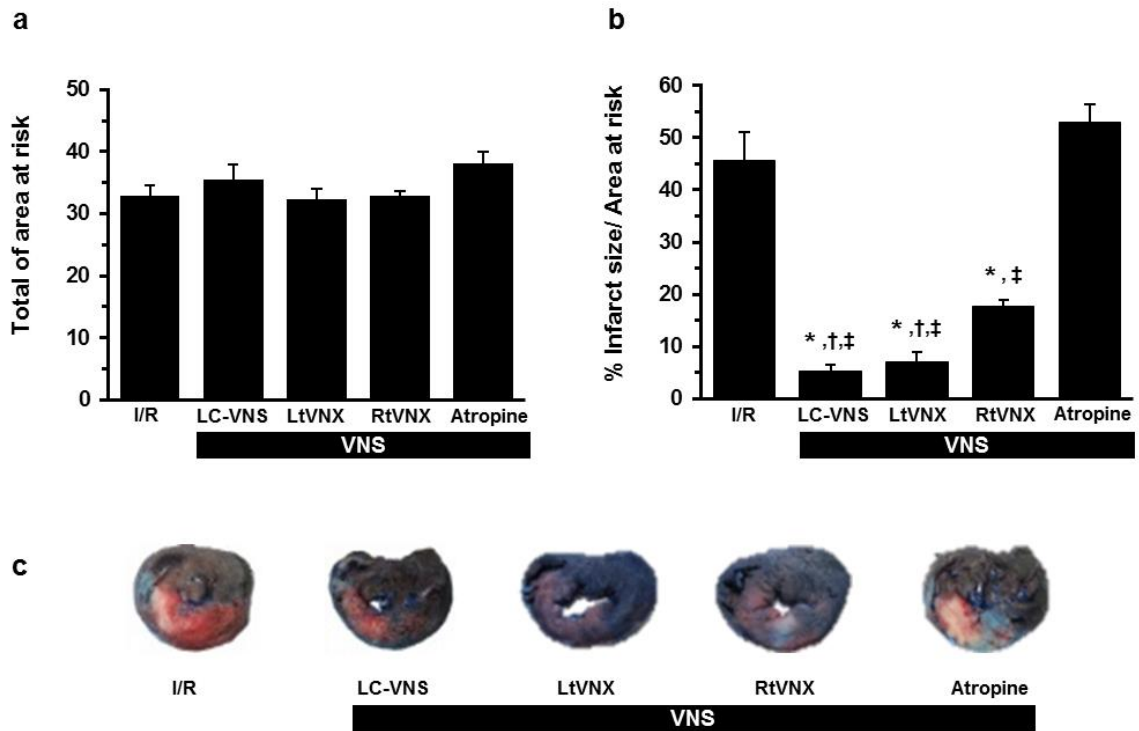 a
Total of area at risk
50
40
30
20
10
0
I/R LC-VNS LtVNX RtVNX Atropine
VNS
b
% Infarct size/ Area at risk
60
50
40
30
20
10
0
* ,†,‡
* ,†,‡
* , ‡
I/R LC-VNS LtVNX RtVNX Atropine
VNS
c
I/R LC-VNS LtVNX RtVNX Atropine
VNS